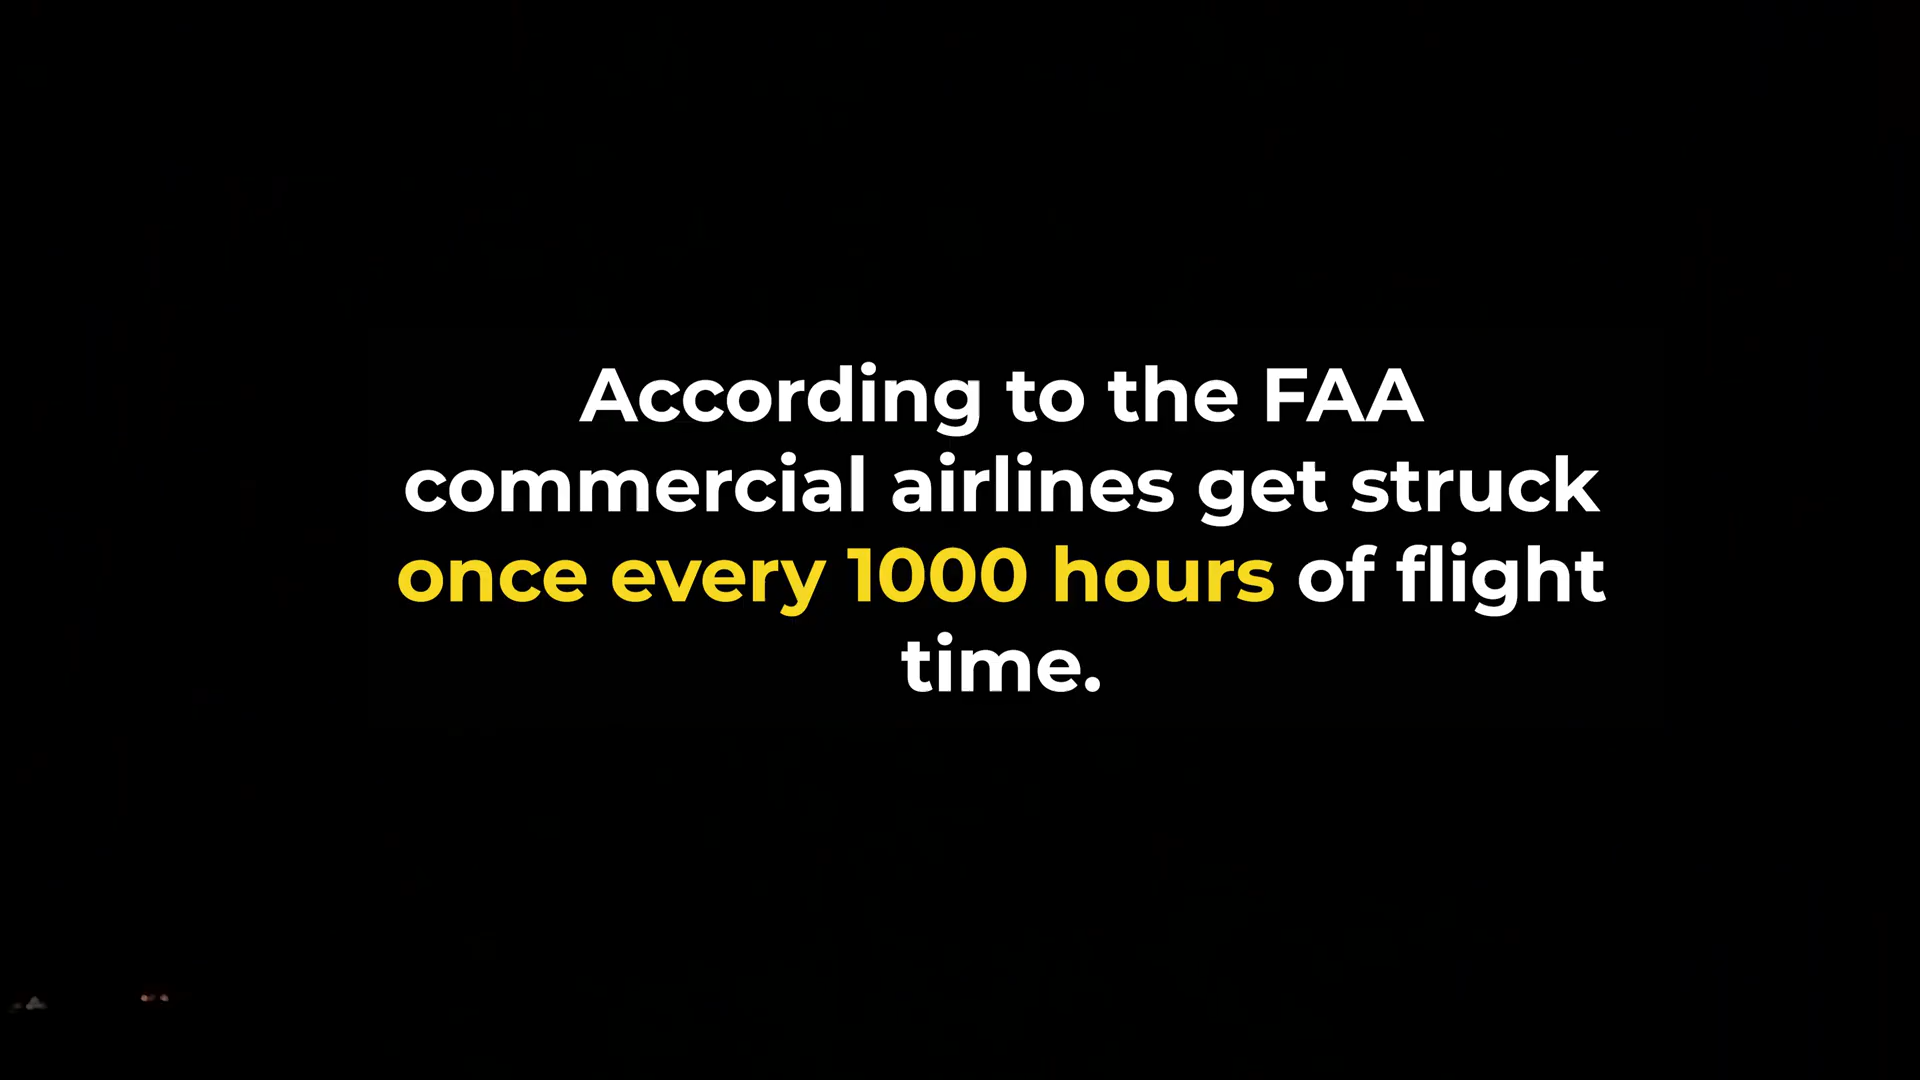 According to the FAA
commercial airlines get struck
once every 1000 hours of flight
time.